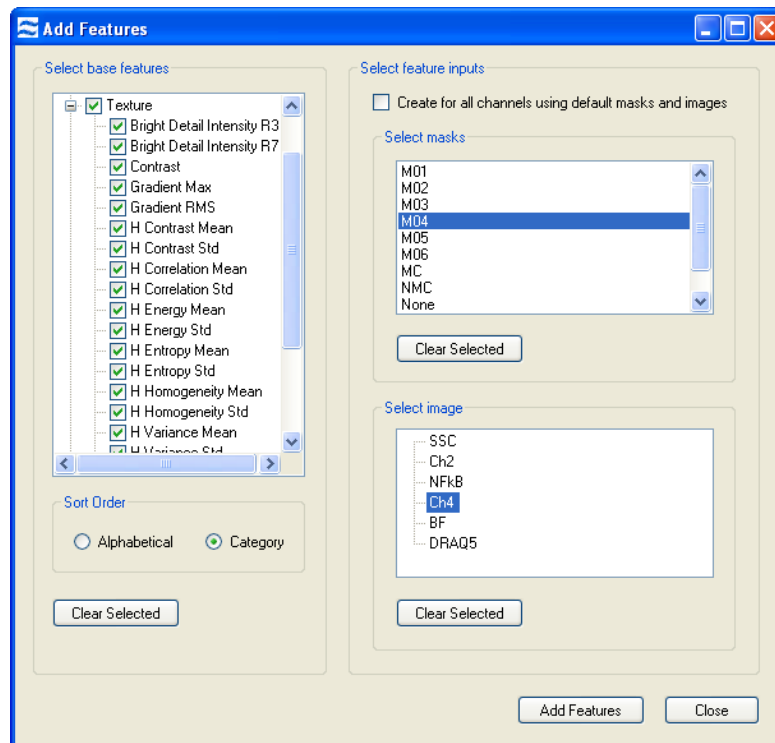 Add Features
Select base features
Texture
Bright Detail Intensity R3
Bright Detail Intensity R7
Contrast
Gradient Max
Gradient RMS
H Contrast Mean
H Contrast Std
H Correlation Mean
H Correlation Std
H Energy Mean
H Energy Std
H Entropy Mean
H Entropy Std
H Homogeneity Mean
H Homogeneity Std
H Variance Mean
H Variance Std
Sort Order
Alphabetical
Category
Clear Selected
Select feature inputs
Create for all channels using default masks and images
Select masks
M01
M02
M03
M04
M05
M06
MC
NMC
None
Clear Selected
Select image
SSC
Ch2
NFkB
Ch4
BF
DRAQ5
Clear Selected
Add Features
Close